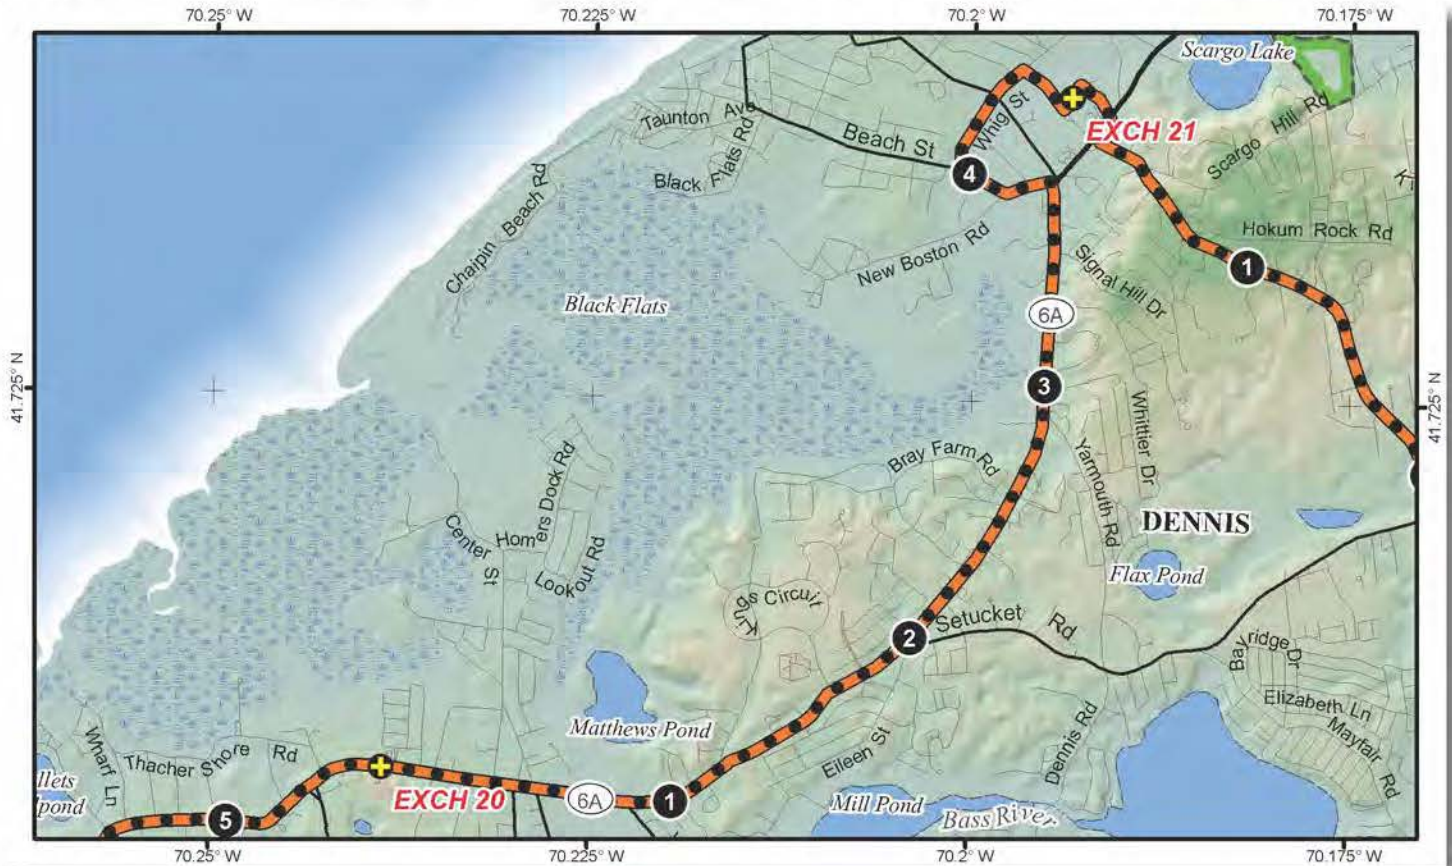 70.25° W
70.225° W
70.2° W
70.175° W
Scargo Lake
Taunton Ave
Whig St
EXCH 21
Scargo Hill Rd
Beach St
Black Flats Rd
4
Chaipin Beach Rd
New Boston Rd
Hokum Rock Rd
1
Signal Hill Dr
Black Flats
6A
41.725° N
3
41.725° N
Whittier Dr
Bray Farm Rd
Yarmouth Rd
Homers Dock Rd
Center St
DENNIS
Lookout Rd
Flax Pond
Kings Circuit
2
Setucket Rd
Bayridge Dr
Elizabeth Ln
Matthews Pond
Mayfair Rd
Wharf Ln
Thacher Shore Rd
Eileen St
Dennis Rd
llets
pond
EXCH 20
6A
1
Mill Pond
Bass River
5
70.25° W
70.225° W
70.2° W
70.175° W